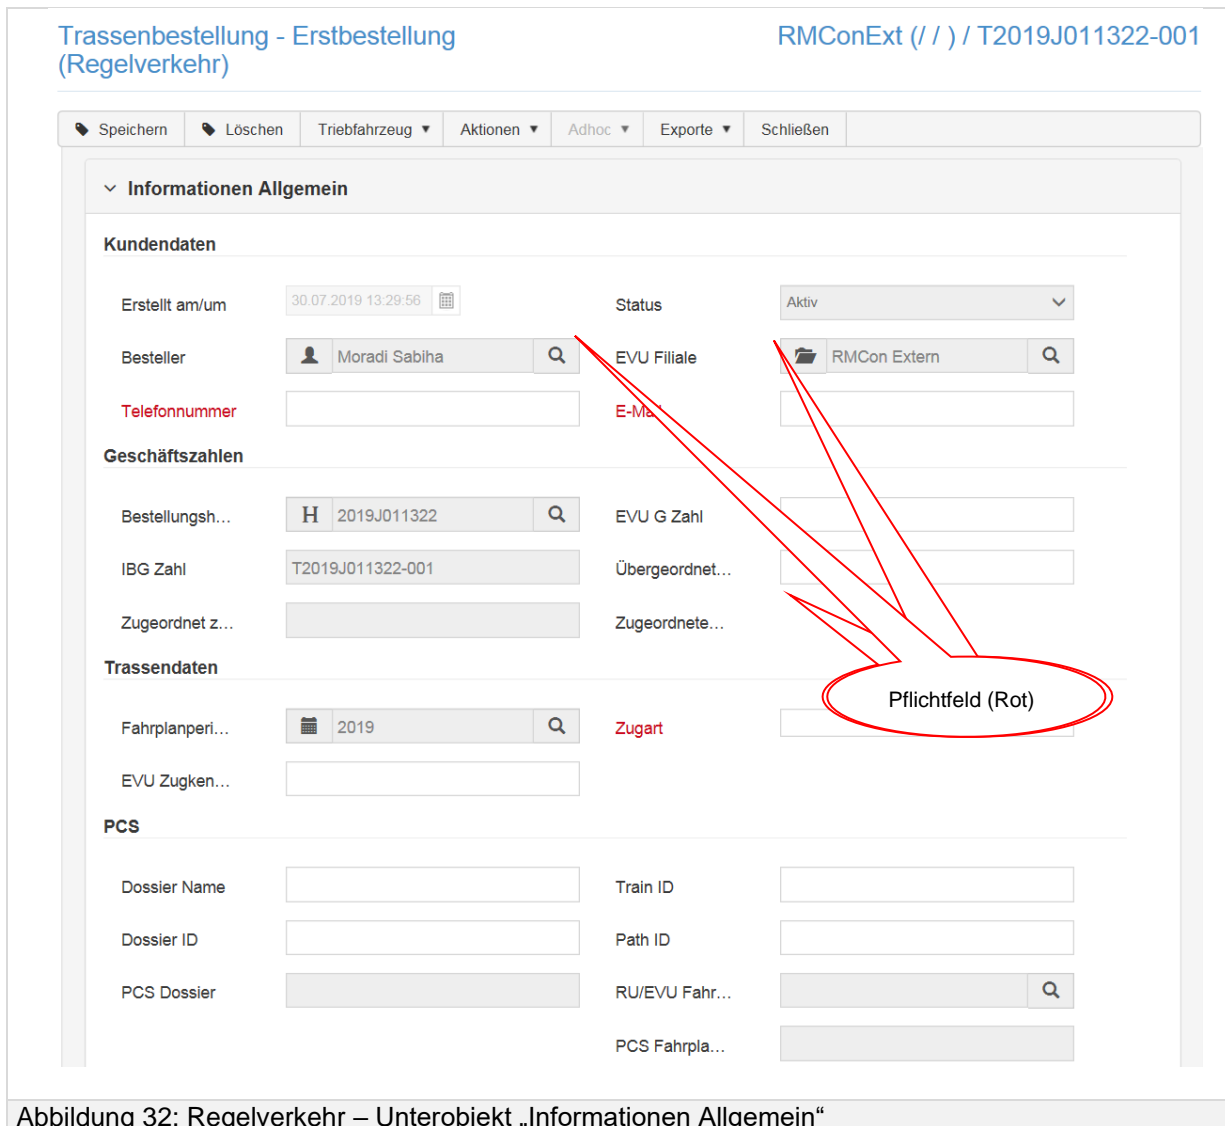 Trassenbestellung - Erstbestellung
(Regelverkehr)
RMConExt (/ / ) / T2019J011322-001
Speichern
Löschen
Triebfahrzeug
Aktionen
Adhoc
Exporte
Schließen
Informationen Allgemein
Kundendaten
Erstellt am/um
30.07.2019 13:29:56
Status
Aktiv
Besteller
Moradi Sabiha
EVU Filiale
RMCon Extern
Telefonnummer
E-Mail
Geschäftszahlen
Bestellungsh...
H
2019J011322
EVU G Zahl
IBG Zahl
T2019J011322-001
Übergeordnet...
Zugeordnet z...
Zugeordnete...
Trassendaten
Pflichtfeld (Rot)
Fahrplanperi...
2019
Zugart
EVU Zugken...
PCS
Dossier Name
Train ID
Dossier ID
Path ID
PCS Dossier
RU/EVU Fahr...
PCS Fahrpla...
Abbildung 32: Regelverkehr – Unterobjekt „Informationen Allgemein“